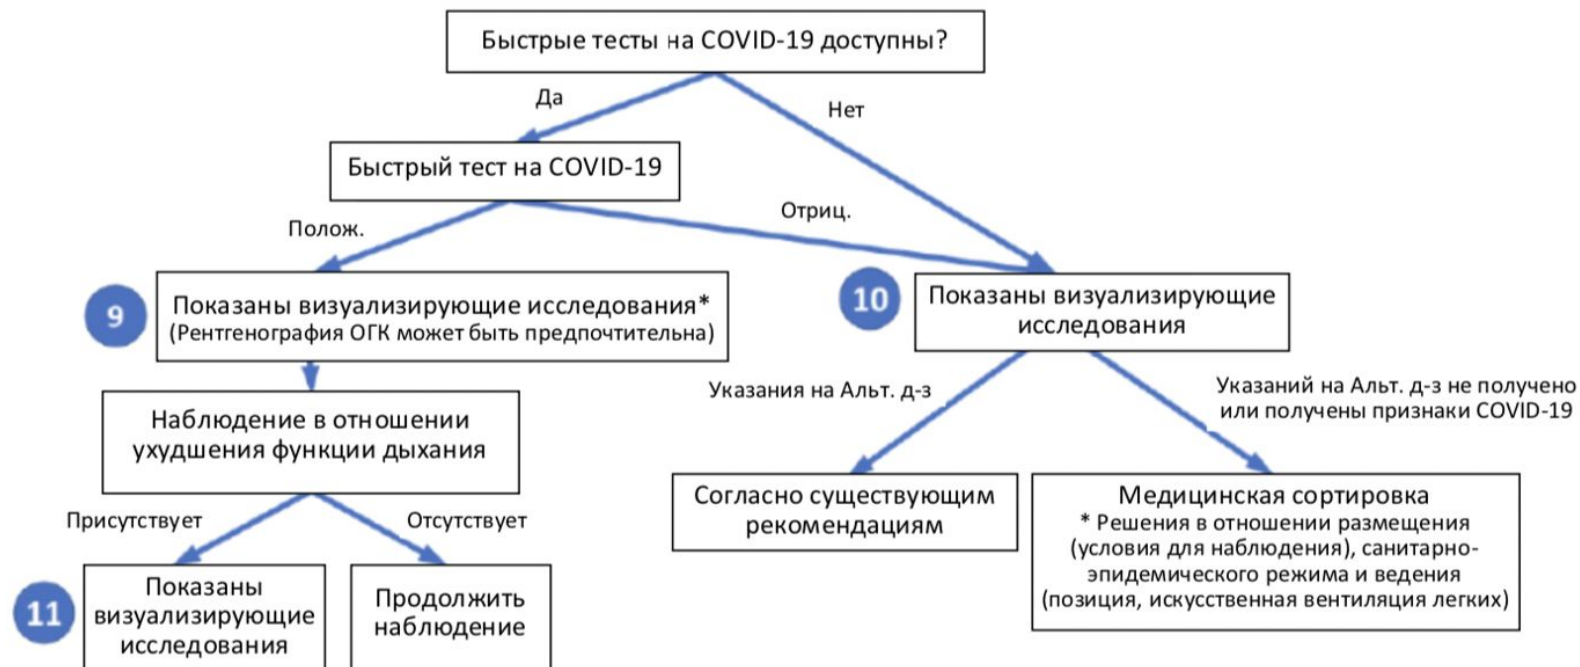 Быстрые тесты на COVID-19 доступны?
Да
Нет
Быстрый тест на COVID-19
Полож.
Отриц.
9
Показаны визуализирующие исследования*
(Рентгенография ОГК может быть предпочтительна)
10
Показаны визуализирующие
исследования
Наблюдение в отношении
ухудшения функции дыхания
Указания на Альт. д-з
Указаний на Альт. д-з не получено
или получены признаки COVID-19
Присутствует
Отсутствует
Согласно существующим
рекомендациям
Медицинская сортировка
* Решения в отношении размещения
(условия для наблюдения), санитарно-
эпидемического режима и ведения
(позиция, искусственная вентиляция легких)
11
Показаны
визуализирующие
исследования
Продолжить
наблюдение